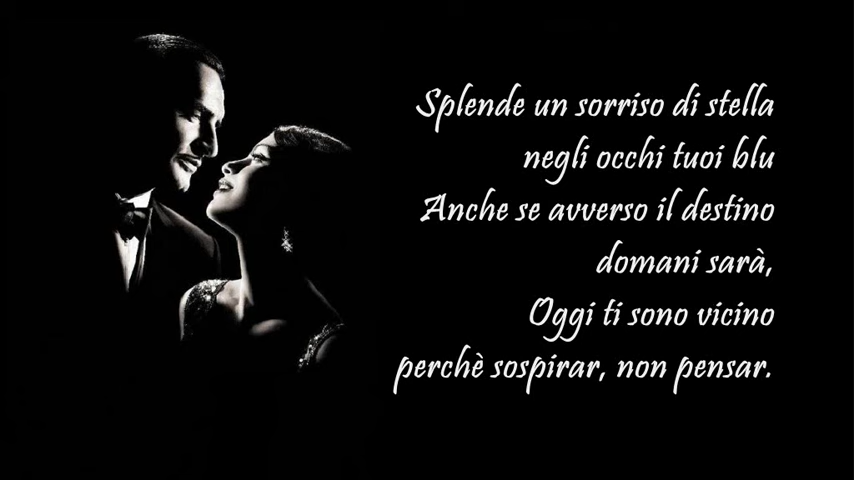 Splende un sorriso di stella
negli occhi tuoi blu
Anche se avverso il destino
domani sarà,
Oggi ti sono vicino
perchè sospirar, non pensar.